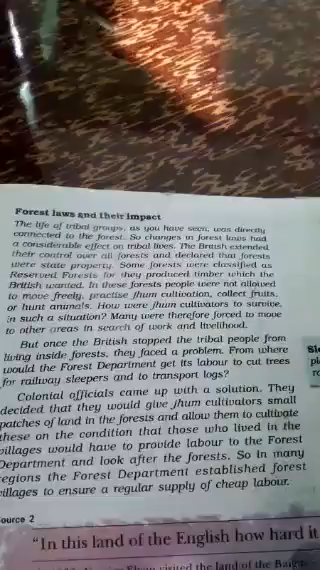 Forest laws and their impact
The life of tribal groups, as you have seen, was directly
connected to the forest. So changes in forest laws had
a considerable effect on tribal lives. The British extended
their control over all forests and declared that forests
were state property. Some forests were classified as
Reserved Forests for they produced timber which the
British wanted. In these forests people were not allowed
to move freely, practise jhum cultivation, collect fruits,
or hunt animals. How were jhum cultivators to survive
in such a situation? Many were therefore forced to move
to other areas in search of work and livelihood.
But once the British stopped the tribal people from
living inside forests, they faced a problem. From where
would the Forest Department get its labour to cut trees
for railway sleepers and to transport logs?
Colonial officials came up with a solution. They
decided that they would give jhum cultivators small
patches of land in the forests and allow them to cultivate
these on the condition that those who lived in the
villages would have to provide labour to the Forest
Department and look after the forests. So in many
regions the Forest Department established forest
villages to ensure a regular supply of cheap labour.
ource 2
"In this land of the English how hard it
visited the land of the Baiga